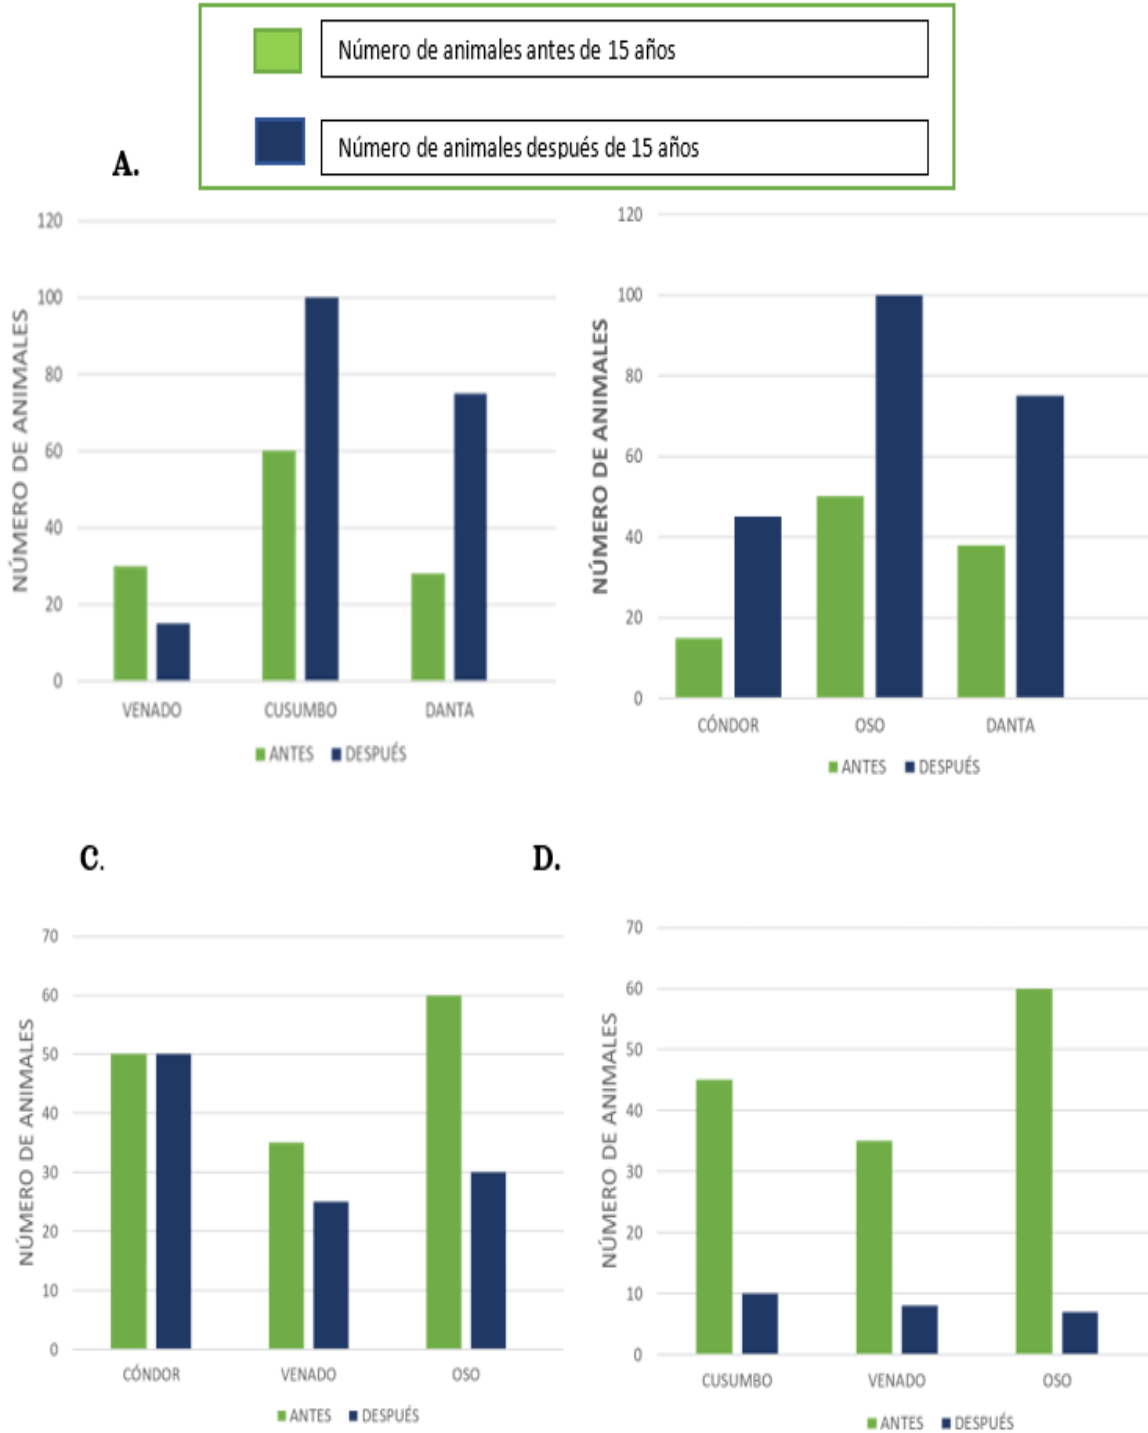 Número de animales antes de 15 años
Número de animales después de 15 años
A.
120
100
80
60
40
20
0
NÚMERO DE ANIMALES
VENADO CUSUMBO DANTA
ANTES DESPUÉS
120
100
80
60
40
20
0
NÚMERO DE ANIMALES
CÓNDOR OSO DANTA
ANTES DESPUÉS
C.
D.
70
60
50
40
30
20
10
0
NÚMERO DE ANIMALES
CÓNDOR VENADO OSO
ANTES DESPUÉS
70
60
50
40
30
20
10
0
NÚMERO DE ANIMALES
CUSUMBO VENADO OSO
ANTES DESPUÉS